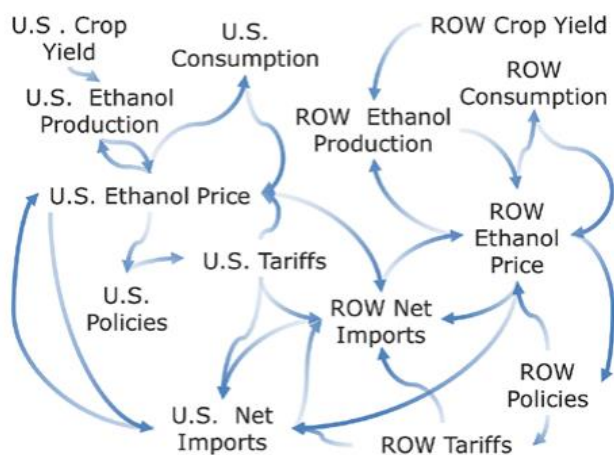 U.S . Crop
Yield
U.S.
Consumption
ROW Crop Yield
ROW
Consumption
U.S. Ethanol
Production
ROW Ethanol
Production
U.S. Ethanol Price
ROW
Ethanol
Price
U.S. Tariffs
U.S.
Policies
ROW Net
Imports
ROW
Policies
U.S. Net
Imports
ROW Tariffs